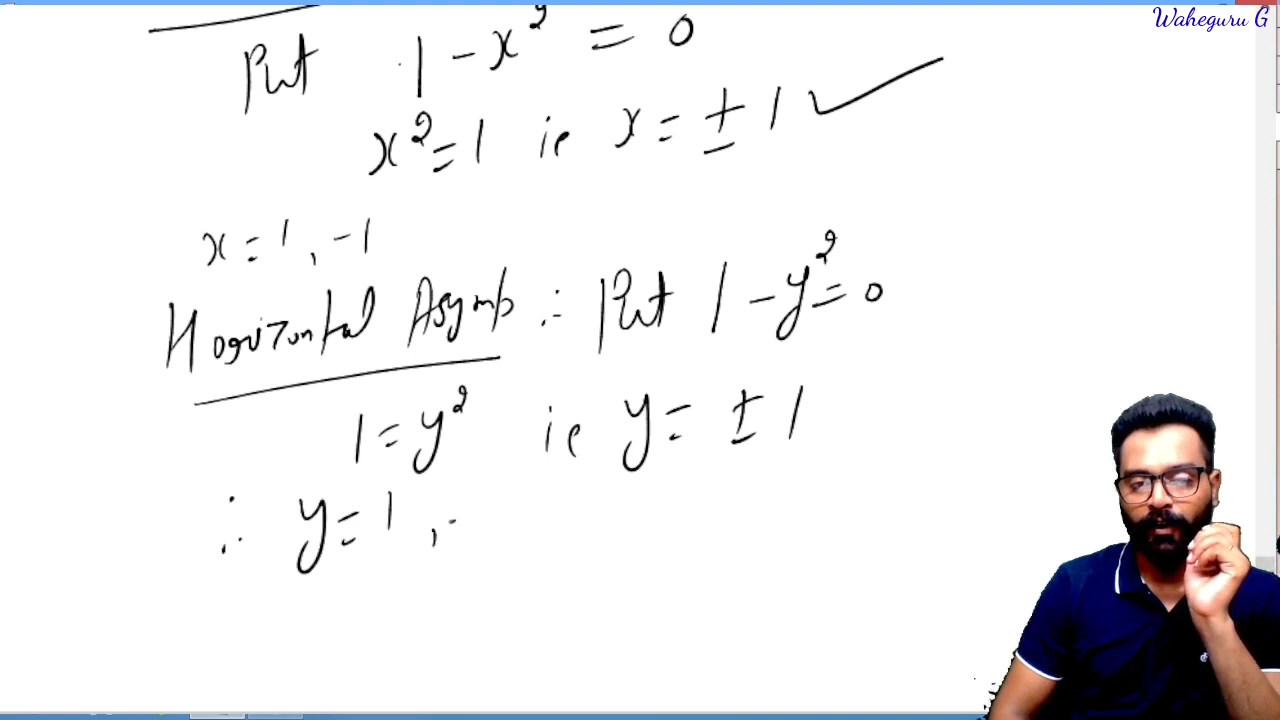 Waheguru G
Put 1 - x² = 0
x² = 1 ie x = ± 1 ✓
x = 1, -1
Horizontal Asymp :- Put 1 - y² = 0
1 = y² ie y = ± 1
∴ y = 1, -